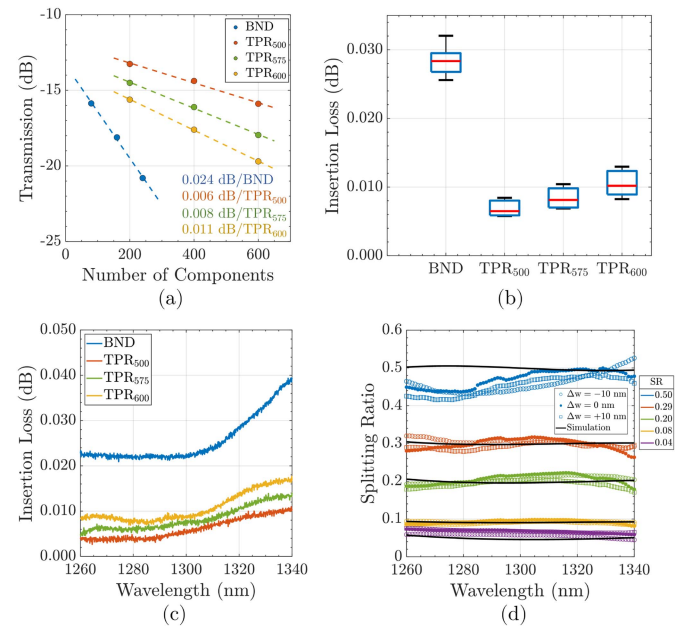 -10
-15
-20
-25
0
200
400
600
Transmission (dB)
Number of Components
BND
TPR₅₀₀
TPR₅₇₅
TPR₆₀₀
0.024 dB/BND
0.006 dB/TPR₅₀₀
0.008 dB/TPR₅₇₅
0.011 dB/TPR₆₀₀
(a)
0.030
0.020
0.010
0.000
Insertion Loss (dB)
BND TPR₅₀₀ TPR₅₇₅ TPR₆₀₀
(b)
0.050
0.040
0.030
0.020
0.010
0.000
Insertion Loss (dB)
BND
TPR₅₀₀
TPR₅₇₅
TPR₆₀₀
1260 1280 1300 1320 1340
Wavelength (nm)
(c)
0.6
0.5
0.4
0.3
0.2
0.1
0
Splitting Ratio
Δw = −10 nm
Δw = 0 nm
Δw = +10 nm
Simulation
SR
0.50
0.29
0.20
0.08
0.04
1260 1280 1300 1320 1340
Wavelength (nm)
(d)